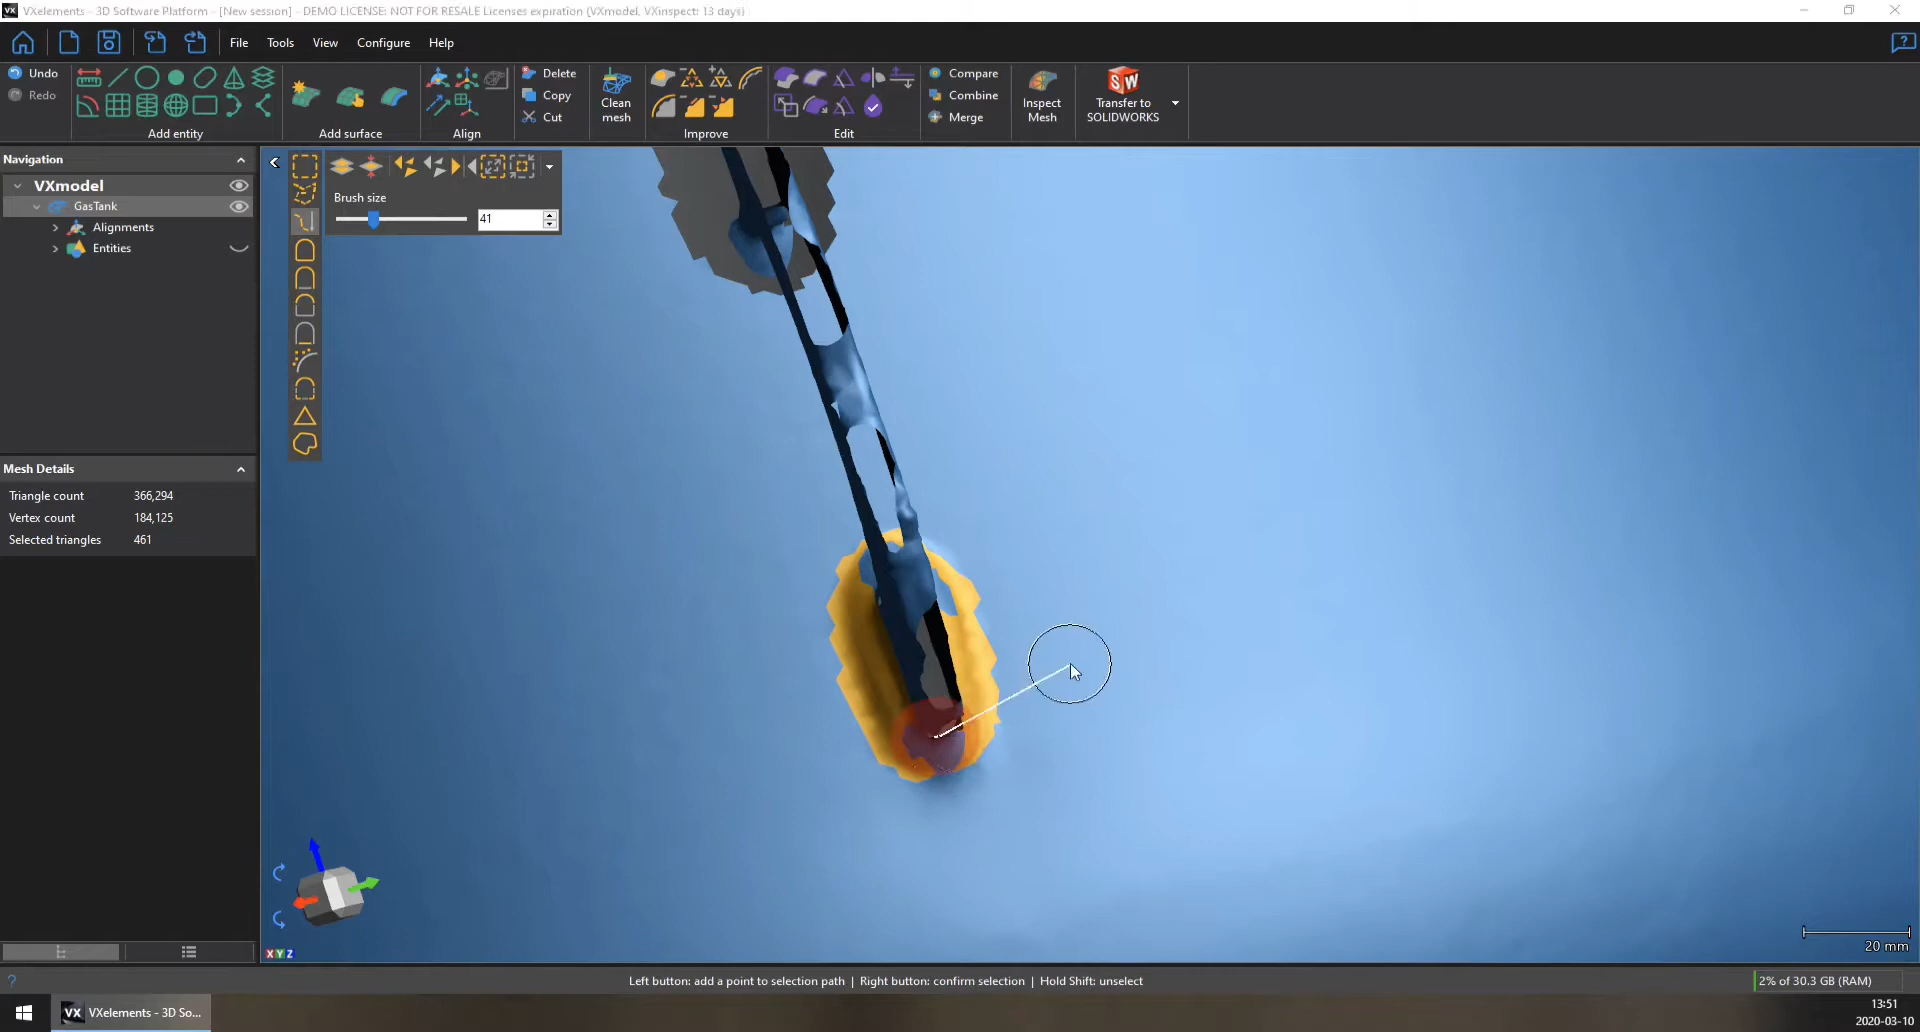 VX VXelements - 3D Software Platform - [New session] - DEMO LICENSE: NOT FOR RESALE Licenses expiration (VXmodel, VXinspect: 13 days)
File Tools View Configure Help
Undo
Redo
Add entity
Add surface
Align
Delete
Copy
Cut
Clean
mesh
Improve
Edit
Compare
Combine
Merge
Inspect
Mesh
SW
Transfer to
SOLIDWORKS
Navigation
VXmodel
GasTank
Alignments
Entities
Brush size
41
Mesh Details
Triangle count 366,294
Vertex count 184,125
Selected triangles 461
XYZ
20 mm
Left button: add a point to selection path | Right button: confirm selection | Hold Shift: unselect
2% of 30.3 GB (RAM)
VX VXelements - 3D So...
13:51
2020-03-10